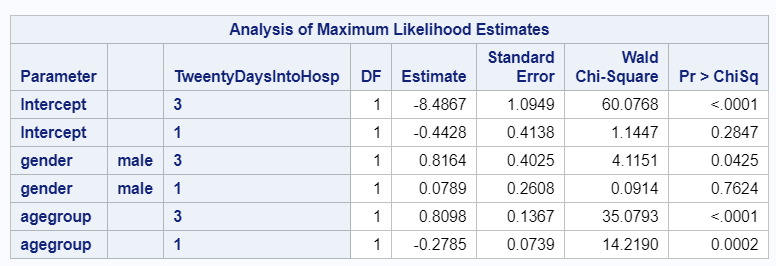 Analysis of Maximum Likelihood Estimates
Parameter TweentyDaysIntoHosp DF Estimate Standard Error Wald Chi-Square Pr > ChiSq
Intercept 3 1 -8.4867 1.0949 60.0768 <.0001
Intercept 1 1 -0.4428 0.4138 1.1447 0.2847
gender male 3 1 0.8164 0.4025 4.1151 0.0425
gender male 1 1 0.0789 0.2608 0.0914 0.7624
agegroup 3 1 0.8098 0.1367 35.0793 <.0001
agegroup 1 1 -0.2785 0.0739 14.2190 0.0002